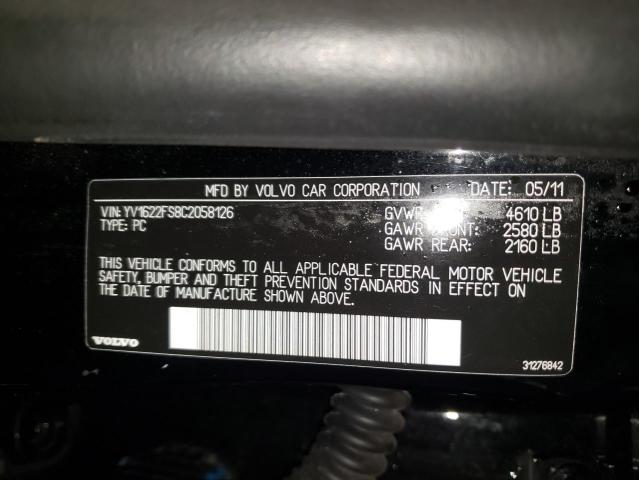 MFD BY VOLVO CAR CORPORATION DATE: 05/11
VIN: YV1622FS8C2058126 GVWR 4610 LB
TYPE: PC GAWR FRONT: 2580 LB
GAWR REAR: 2160 LB
THIS VEHICLE CONFORMS TO ALL APPLICABLE FEDERAL MOTOR VEHICLE
SAFETY, BUMPER AND THEFT PREVENTION STANDARDS IN EFFECT ON
THE DATE OF MANUFACTURE SHOWN ABOVE.
VOLVO 31276842